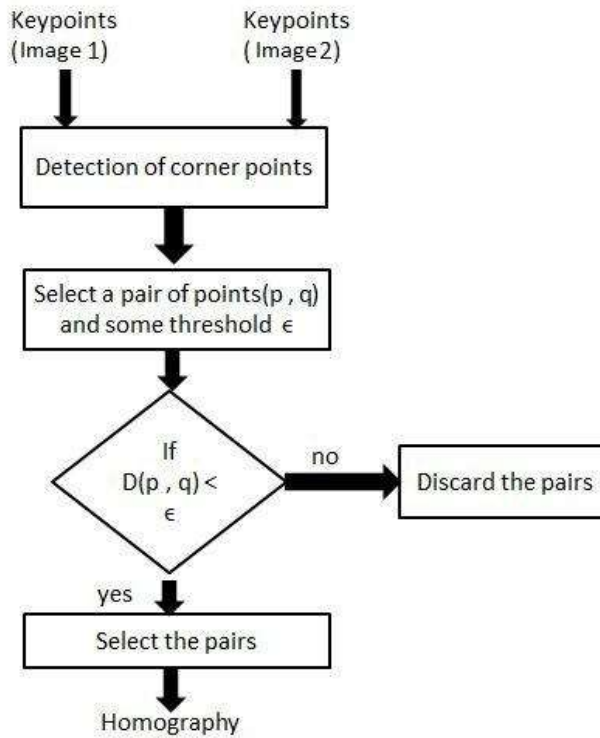 Keypoints
(Image 1)
Keypoints
( Image2)
Detection of corner points
Select a pair of points(p , q)
and some threshold ϵ
If
D(p , q) <
ϵ
no
Discard the pairs
yes
Select the pairs
Homography